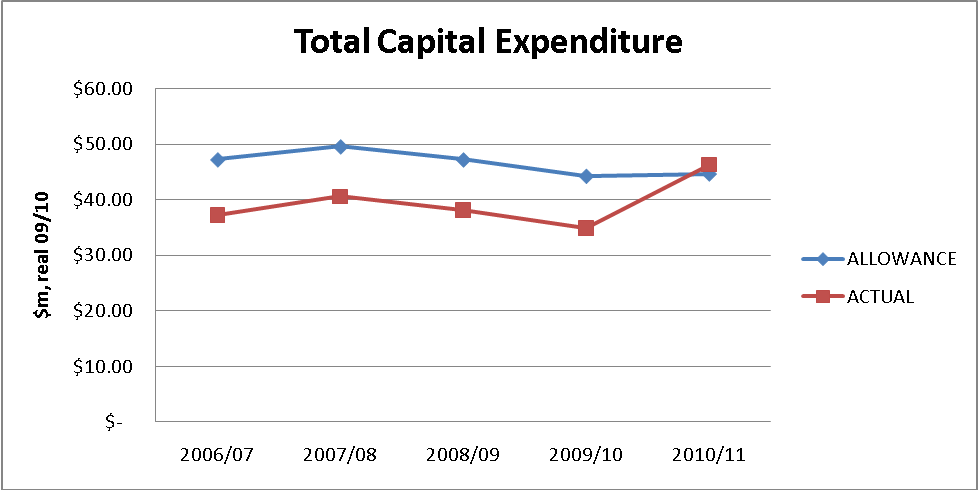 Total Capital Expenditure
$60.00
$50.00
$40.00
$30.00
$20.00
$10.00
$-
$m, real 09/10
2006/07 2007/08 2008/09 2009/10 2010/11
ALLOWANCE
ACTUAL